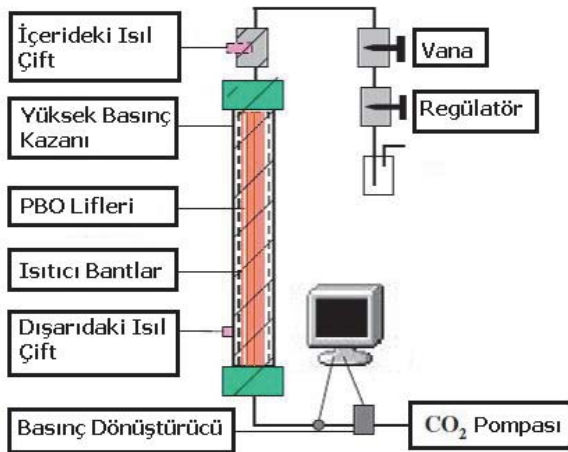 İçerideki Isıl
Çift
Yüksek Basınç
Kazanı
PBO Lifleri
Isıtıcı Bantlar
Dışarıdaki Isıl
Çift
Basınç Dönüştürücü
Vana
Regülatör
CO₂ Pompası